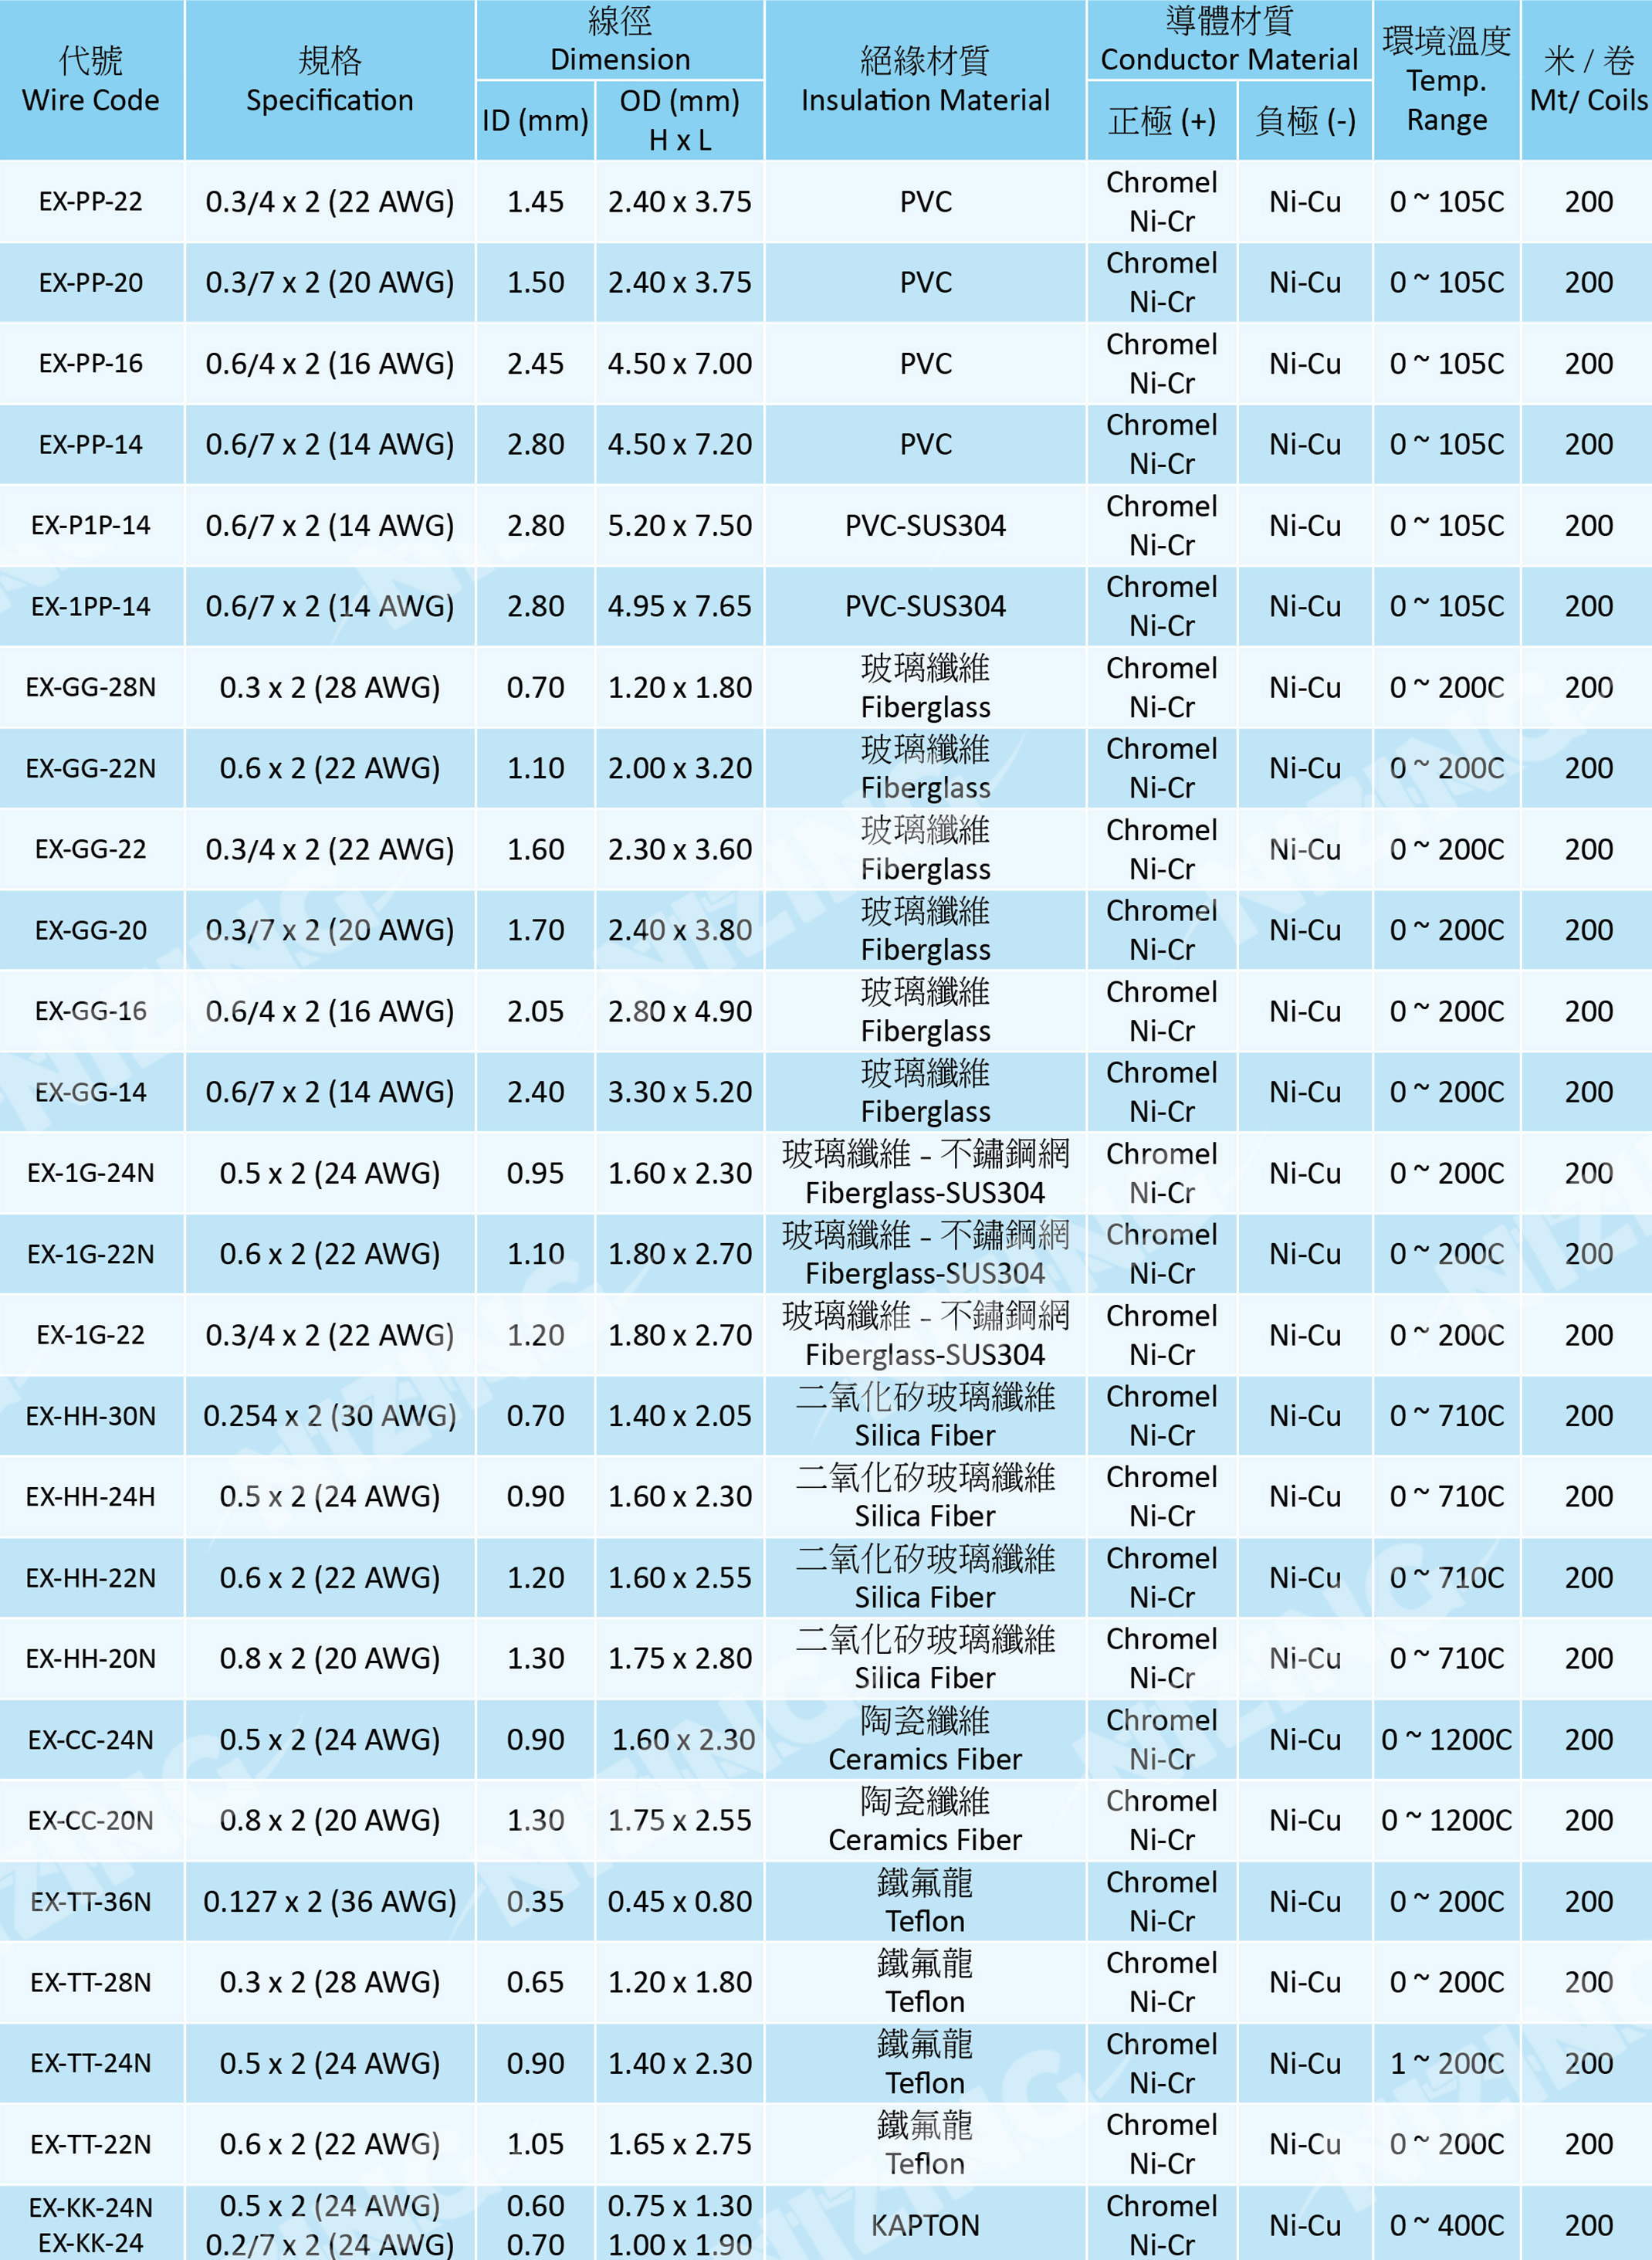 代號
Wire Code
規格
Specification
線徑
Dimension
ID (mm)
OD (mm)
H x L
絕緣材質
Insulation Material
導體材質
Conductor Material
正極 (+)
負極 (-)
環境溫度
Temp.
Range
米 / 卷
Mt/ Coils
EX-PP-22 0.3/4 x 2 (22 AWG) 1.45 2.40 x 3.75 PVC Chromel Ni-Cr Ni-Cu 0 ~ 105C 200
EX-PP-20 0.3/7 x 2 (20 AWG) 1.50 2.40 x 3.75 PVC Chromel Ni-Cr Ni-Cu 0 ~ 105C 200
EX-PP-16 0.6/4 x 2 (16 AWG) 2.45 4.50 x 7.00 PVC Chromel Ni-Cr Ni-Cu 0 ~ 105C 200
EX-PP-14 0.6/7 x 2 (14 AWG) 2.80 4.50 x 7.20 PVC Chromel Ni-Cr Ni-Cu 0 ~ 105C 200
EX-P1P-14 0.6/7 x 2 (14 AWG) 2.80 5.20 x 7.50 PVC-SUS304 Chromel Ni-Cr Ni-Cu 0 ~ 105C 200
EX-1PP-14 0.6/7 x 2 (14 AWG) 2.80 4.95 x 7.65 PVC-SUS304 Chromel Ni-Cr Ni-Cu 0 ~ 105C 200
EX-GG-28N 0.3 x 2 (28 AWG) 0.70 1.20 x 1.80 玻璃纖維 Fiberglass Chromel Ni-Cr Ni-Cu 0 ~ 200C 200
EX-GG-22N 0.6 x 2 (22 AWG) 1.10 2.00 x 3.20 玻璃纖維 Fiberglass Chromel Ni-Cr Ni-Cu 0 ~ 200C 200
EX-GG-22 0.3/4 x 2 (22 AWG) 1.60 2.30 x 3.60 玻璃纖維 Fiberglass Chromel Ni-Cr Ni-Cu 0 ~ 200C 200
EX-GG-20 0.3/7 x 2 (20 AWG) 1.70 2.40 x 3.80 玻璃纖維 Fiberglass Chromel Ni-Cr Ni-Cu 0 ~ 200C 200
EX-GG-16 0.6/4 x 2 (16 AWG) 2.05 2.80 x 4.90 玻璃纖維 Fiberglass Chromel Ni-Cr Ni-Cu 0 ~ 200C 200
EX-GG-14 0.6/7 x 2 (14 AWG) 2.40 3.30 x 5.20 玻璃纖維 Fiberglass Chromel Ni-Cr Ni-Cu 0 ~ 200C 200
EX-1G-24N 0.5 x 2 (24 AWG) 0.95 1.60 x 2.30 玻璃纖維 - 不鏽鋼網 Fiberglass-SUS304 Chromel Ni-Cr Ni-Cu 0 ~ 200C 200
EX-1G-22N 0.6 x 2 (22 AWG) 1.10 1.80 x 2.70 玻璃纖維 - 不鏽鋼網 Fiberglass-SUS304 Chromel Ni-Cr Ni-Cu 0 ~ 200C 200
EX-1G-22 0.3/4 x 2 (22 AWG) 1.20 1.80 x 2.70 玻璃纖維 - 不鏽鋼網 Fiberglass-SUS304 Chromel Ni-Cr Ni-Cu 0 ~ 200C 200
EX-HH-30N 0.254 x 2 (30 AWG) 0.70 1.40 x 2.05 二氧化矽玻璃纖維 Silica Fiber Chromel Ni-Cr Ni-Cu 0 ~ 710C 200
EX-HH-24H 0.5 x 2 (24 AWG) 0.90 1.60 x 2.30 二氧化矽玻璃纖維 Silica Fiber Chromel Ni-Cr Ni-Cu 0 ~ 710C 200
EX-HH-22N 0.6 x 2 (22 AWG) 1.20 1.60 x 2.55 二氧化矽玻璃纖維 Silica Fiber Chromel Ni-Cr Ni-Cu 0 ~ 710C 200
EX-HH-20N 0.8 x 2 (20 AWG) 1.30 1.75 x 2.80 二氧化矽玻璃纖維 Silica Fiber Chromel Ni-Cr Ni-Cu 0 ~ 710C 200
EX-CC-24N 0.5 x 2 (24 AWG) 0.90 1.60 x 2.30 陶瓷纖維 Ceramics Fiber Chromel Ni-Cr Ni-Cu 0 ~ 1200C 200
EX-CC-20N 0.8 x 2 (20 AWG) 1.30 1.75 x 2.55 陶瓷纖維 Ceramics Fiber Chromel Ni-Cr Ni-Cu 0 ~ 1200C 200
EX-TT-36N 0.127 x 2 (36 AWG) 0.35 0.45 x 0.80 鐵氟龍 Teflon Chromel Ni-Cr Ni-Cu 0 ~ 200C 200
EX-TT-28N 0.3 x 2 (28 AWG) 0.65 1.20 x 1.80 鐵氟龍 Teflon Chromel Ni-Cr Ni-Cu 0 ~ 200C 200
EX-TT-24N 0.5 x 2 (24 AWG) 0.90 1.40 x 2.30 鐵氟龍 Teflon Chromel Ni-Cr Ni-Cu 1 ~ 200C 200
EX-TT-22N 0.6 x 2 (22 AWG) 1.05 1.65 x 2.75 鐵氟龍 Teflon Chromel Ni-Cr Ni-Cu 0 ~ 200C 200
EX-KK-24N 0.5 x 2 (24 AWG) 0.60 0.75 x 1.30 KAPTON Chromel Ni-Cu 0 ~ 400C 200
EX-KK-24 0.2/7 x 2 (24 AWG) 0.70 1.00 x 1.90 Ni-Cr
NIZING